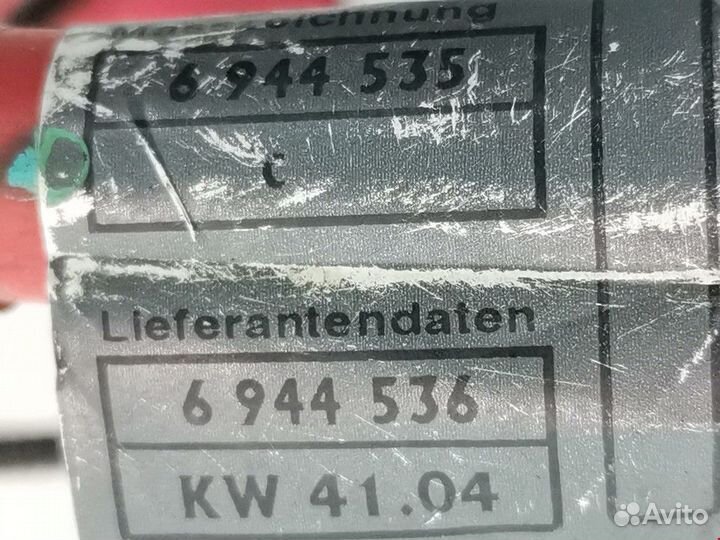 6 944 535
C
Lieferantendaten
6 944 536
KW 41.04
Avito